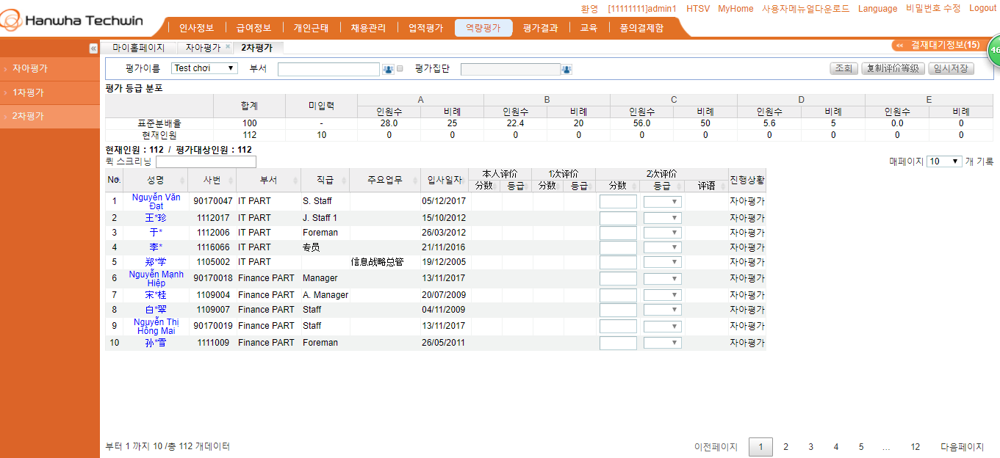 환영 [11111111]admin1 HTSV MyHome 사용자메뉴얼다운로드 Language 비밀번호 수정 Logout
Hanwha Techwin
인사정보 급여정보 개인근태 채용관리 업적평가 역량평가 평가결과 교육 품의결제함
« 마이홈페이지 자아평가 × 2차평가 «« 결재대기정보(15) 46
자아평가
1차평가
2차평가
평가이름 Test chơi 부서 평가집단 조회 复制评价等级 임시저장
평가 등급 분포
합계 미입력 A B C D E
인원수 비례 인원수 비례 인원수 비례 인원수 비례 인원수 비례
표준분배율 100 - 28.0 25 22.4 20 56.0 50 5.6 5 0.0 0
현재인원 112 10 0 0 0 0 0 0 0 0 0 0
현재인원 : 112 / 평가대상인원 : 112
퀵 스크리닝 매페이지 10 개 기록
No. 성명 사번 부서 직급 주요업무 입사일자 本人评价 1次评价 2次评价 진행상황
分数 등급 分数 등급 分数 등급 评语
1 Nguyễn Văn Đạt 90170047 IT PART S. Staff 05/12/2017 자아평가
2 王*珍 1112017 IT PART J. Staff 1 15/10/2012 자아평가
3 于* 1112006 IT PART Foreman 26/03/2012 자아평가
4 李* 1116066 IT PART 专员 21/11/2016 자아평가
5 郑*学 1105002 IT PART 信息战略总管 19/12/2005 자아평가
6 Nguyễn Mạnh Hiệp 90170018 Finance PART Manager 13/11/2017 자아평가
7 宋*桂 1109004 Finance PART A. Manager 20/07/2009 자아평가
8 白*翠 1109007 Finance PART Staff 04/11/2009 자아평가
9 Nguyễn Thị Hồng Mai 90170019 Finance PART Staff 13/11/2017 자아평가
10 孙*雪 1111009 Finance PART Foreman 26/05/2011 자아평가
부터 1 까지 10 /총 112 개데이터 이전페이지 1 2 3 4 5 … 12 다음페이지